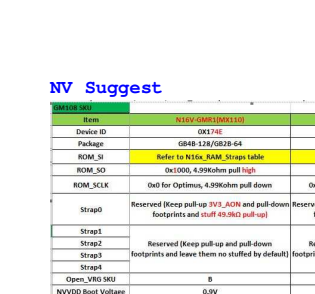 NV Suggest
GM108 SKU
Item N16V-GMR1(MX110)
Device ID 0X174E
Package GB4B-128/GB2B-64
ROM_SI Refer to N16x_RAM_Straps table
ROM_SO 0x1000, 4.99Kohm pull high
ROM_SCLK 0x0 for Optimus, 4.99Kohm pull down 0x
Strap0 Reserved (Keep pull-up 3V3_AON and pull-down Reserv
footprints and stuff 49.9kΩ pull-up)
Strap1
Strap2 Reserved (Keep pull-up and pull-down Re
Strap3 footprints and leave them no stuffed by default) footpri
Strap4
Open_VRG SKU B
NVVDD Boot Voltage 0.9V